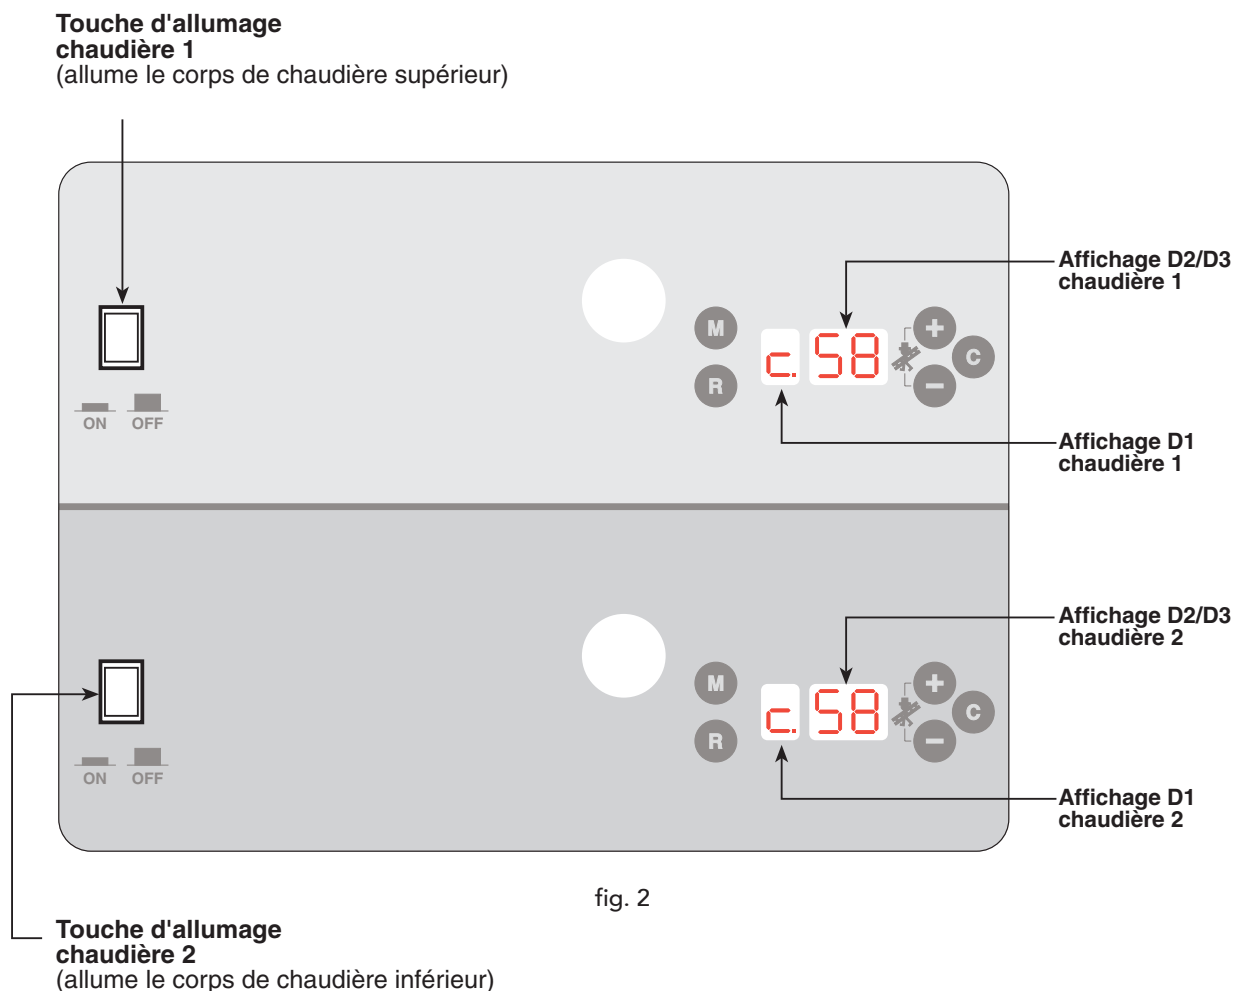 Touche d'allumage
chaudière 1
(allume le corps de chaudière supérieur)
Affichage D2/D3
chaudière 1
M
c. 58
+
C
R
−
ON OFF
Affichage D1
chaudière 1
Affichage D2/D3
chaudière 2
M
c. 58
+
C
R
−
ON OFF
Affichage D1
chaudière 2
fig. 2
Touche d'allumage
chaudière 2
(allume le corps de chaudière inférieur)